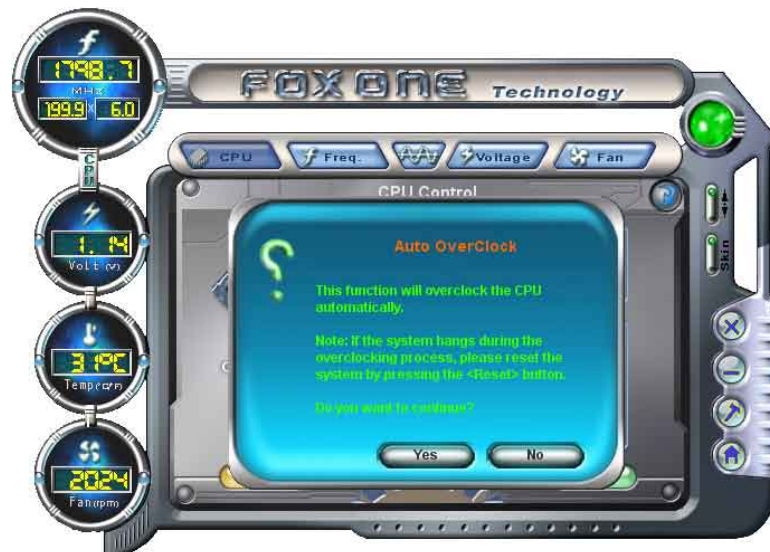 1798.7
MHz
199.9 x 6.0
CPU
1.14
Volt (V)
31°C
Temp(C/F)
2024
Fan(rpm)
FOX ONE Technology
CPU
Freq.
Voltage
Fan
CPU Control
Auto OverClock
This function will overclock the CPU
automatically.
Note: If the system hangs during the
overclocking process, please reset the
system by pressing the <Reset> button.
Do you want to continue?
Yes
No
Skin